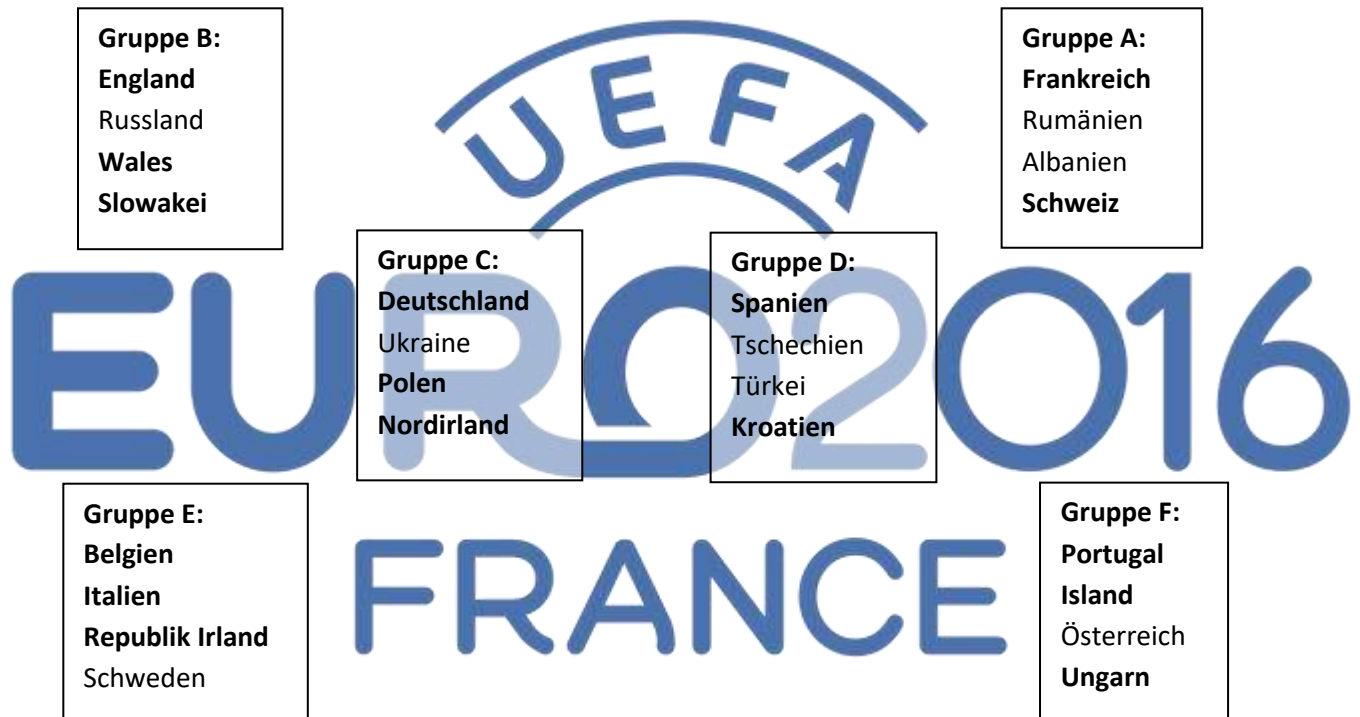 Gruppe B:
England
Russland
Wales
Slowakei
UEFA
Gruppe A:
Frankreich
Rumänien
Albanien
Schweiz
Gruppe C:
Deutschland
Ukraine
Polen
Nordirland
Gruppe D:
Spanien
Tschechien
Türkei
Kroatien
EURO2016
Gruppe E:
Belgien
Italien
Republik Irland
Schweden
FRANCE
Gruppe F:
Portugal
Island
Österreich
Ungarn